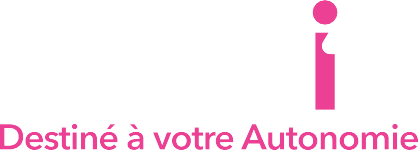 i
Destiné à votre Autonomie